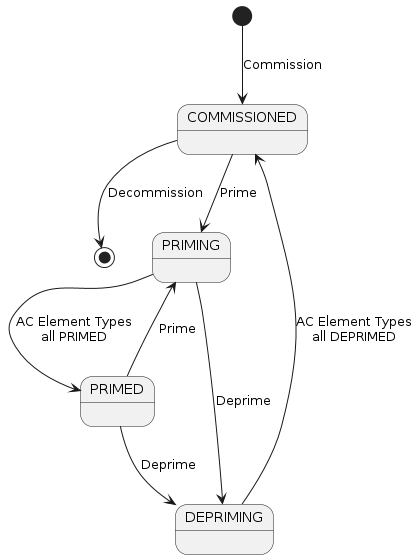 Commission
COMMISSIONED
Decommission
Prime
PRIMING
AC Element Types
all PRIMED
Prime
AC Element Types
all DEPRIMED
PRIMED
Deprime
Deprime
DEPRIMING